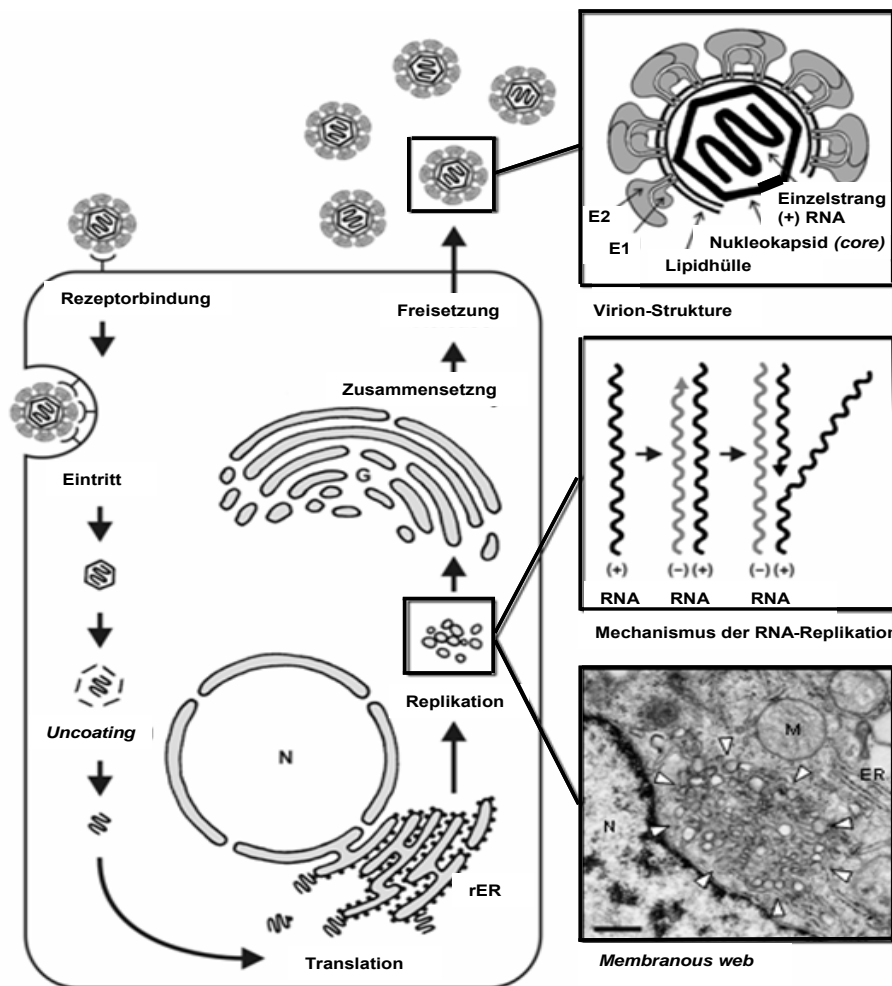 Rezeptorbindung
Eintritt
Uncoating
Translation
N
rER
Replikation
G
Zusammensetzng
Freisetzung
E2
E1
Lipidhülle
Nukleokapsid (core)
Einzelstrang
(+) RNA
Virion-Strukture
(+) (−) (+) (−) (+)
RNA RNA RNA
Mechanismus der RNA-Replikation
M
ER
N
Membranous web